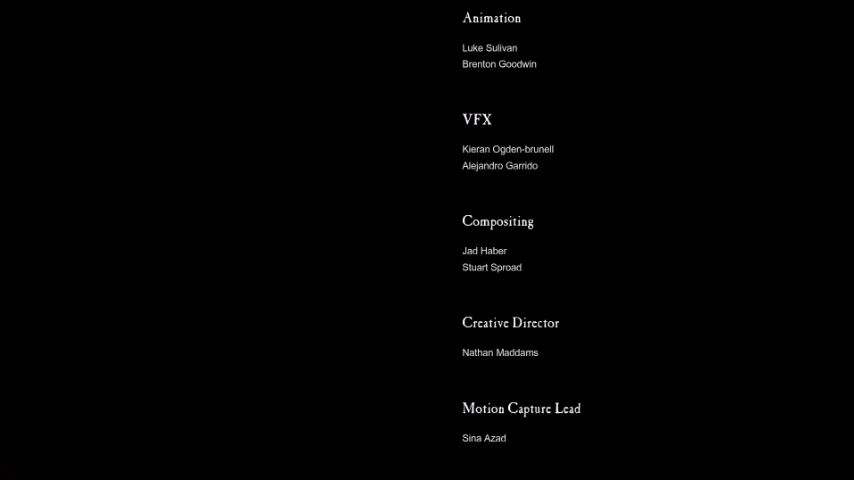 Animation
Luke Sulivan
Brenton Goodwin
VFX
Kieran Ogden-brunell
Alejandro Garrido
Compositing
Jad Haber
Stuart Sproad
Creative Director
Nathan Maddams
Motion Capture Lead
Sina Azad